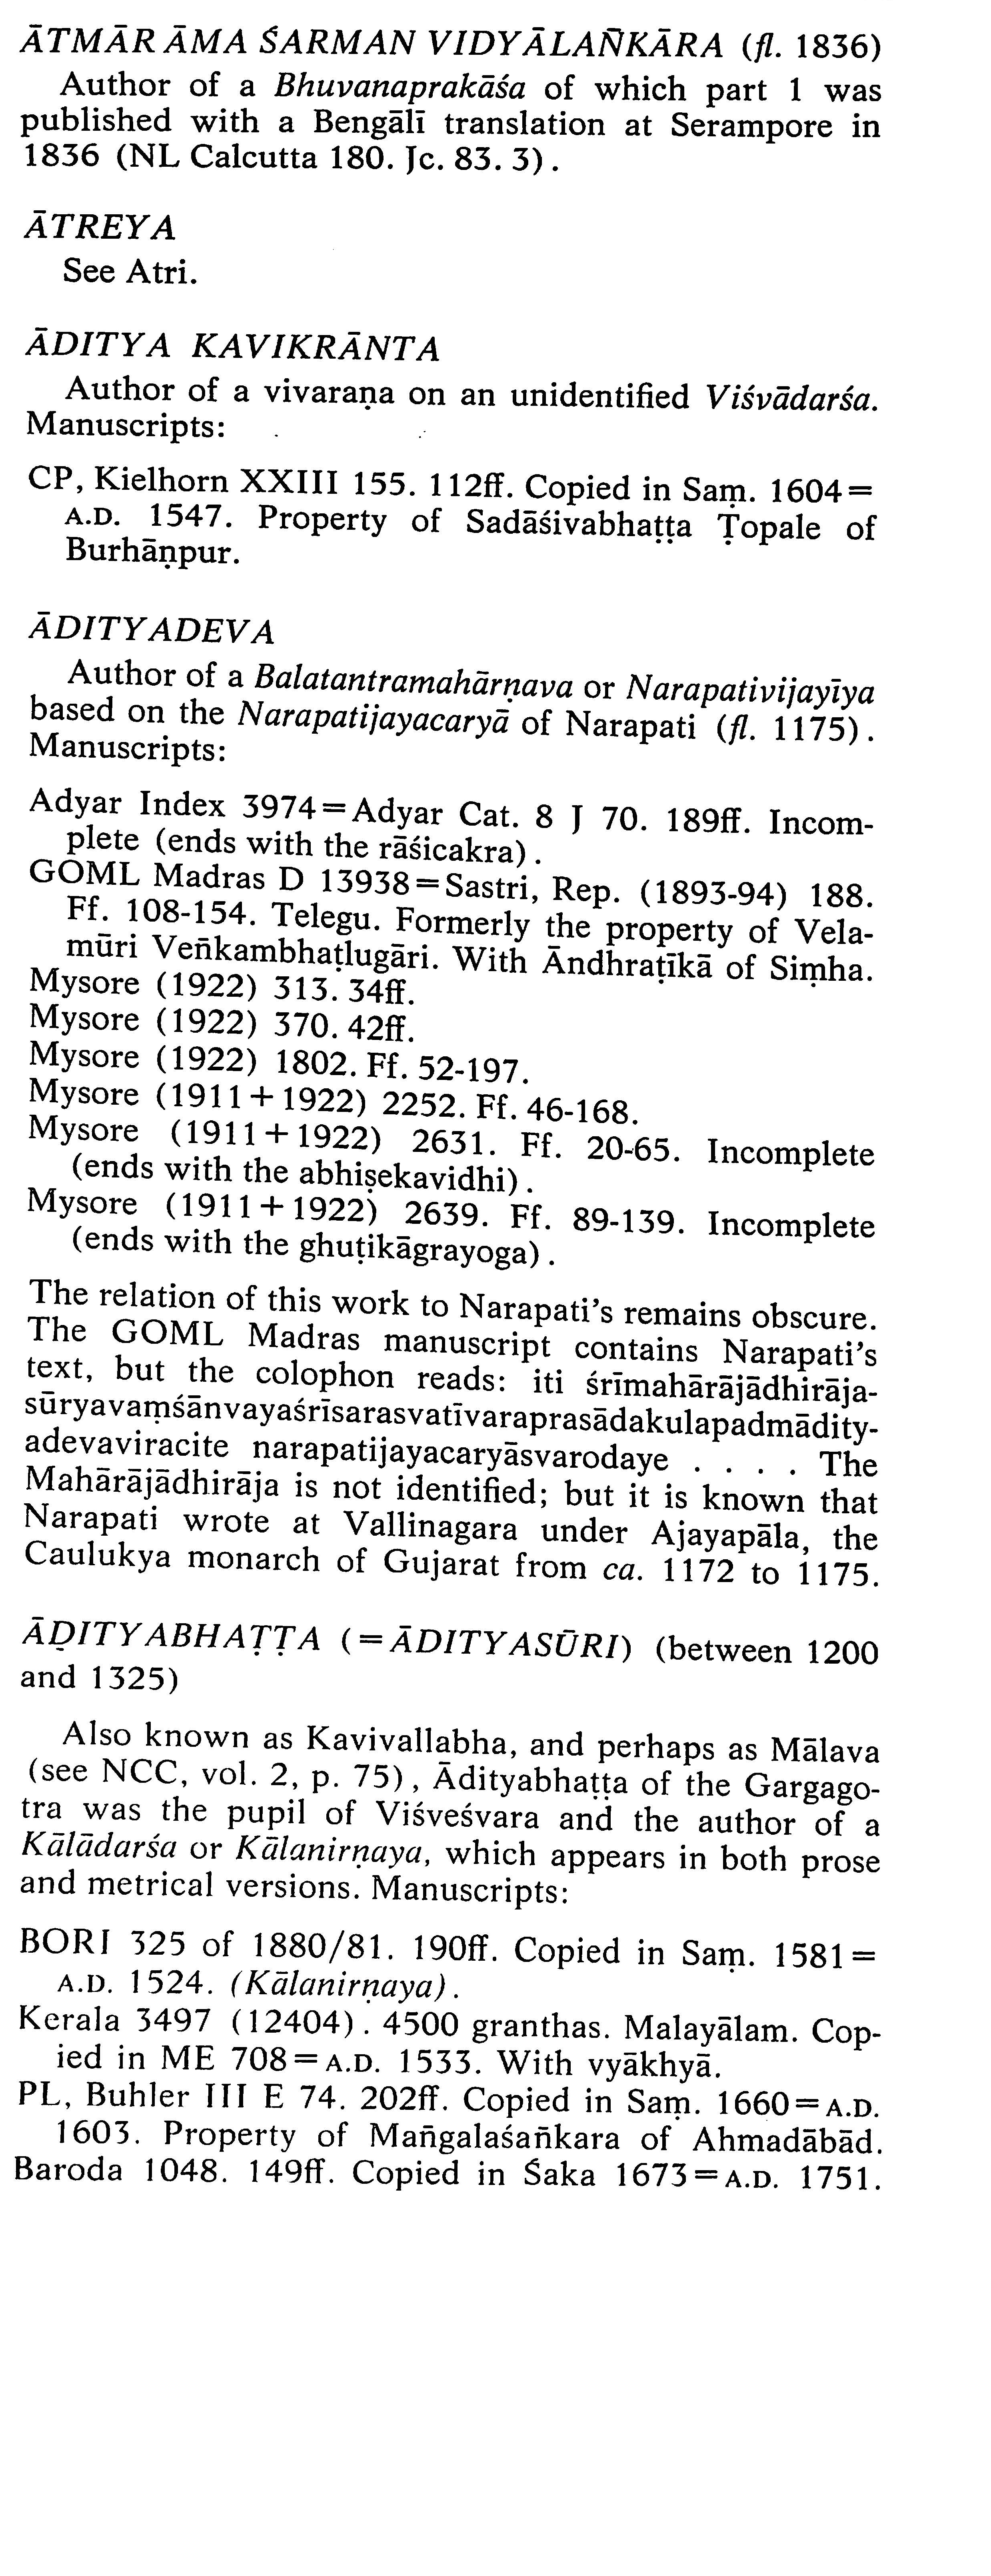 ĀTMĀRĀMA ŚARMAN VIDYĀLAÑKĀRA (fl. 1836)
Author of a Bhuvanaprakāśa of which part 1 was
published with a Bengālī translation at Serampore in
1836 (NL Calcutta 180. Jc. 83. 3).
ĀTREYA
See Atri.
ĀDITYA KAVIKRĀNTA
Author of a vivaraṇa on an unidentified Viśvādarśa.
Manuscripts:
CP, Kielhorn XXIII 155. 112ff. Copied in Saṃ. 1604=
A.D. 1547. Property of Sadāśivabhaṭṭa Ṭopale of
Burhāṇpur.
ĀDITYADEVA
Author of a Balatantramahārṇava or Narapativijayīya
based on the Narapatijayacaryā of Narapati (fl. 1175).
Manuscripts:
Adyar Index 3974=Adyar Cat. 8 J 70. 189ff. Incom-
plete (ends with the rāśicakra).
GOML Madras D 13938=Sastri, Rep. (1893-94) 188.
Ff. 108-154. Telegu. Formerly the property of Vela-
mūri Veñkambhaṭlugāri. With Āndhraṭīkā of Siṃha.
Mysore (1922) 313. 34ff.
Mysore (1922) 370. 42ff.
Mysore (1922) 1802. Ff. 52-197.
Mysore (1911+1922) 2252. Ff. 46-168.
Mysore (1911+1922) 2631. Ff. 20-65. Incomplete
(ends with the abhiṣekavidhi).
Mysore (1911+1922) 2639. Ff. 89-139. Incomplete
(ends with the ghuṭikāgrayoga).
The relation of this work to Narapati's remains obscure.
The GOML Madras manuscript contains Narapati's
text, but the colophon reads: iti śrīmahārājādhirāja-
sūryavaṃśānvayaśrīsarasvatīvaraprasādakulapadmādity-
adevaviracite narapatijayacaryāsvarodaye . . . . The
Mahārājādhirāja is not identified; but it is known that
Narapati wrote at Vallinagara under Ajayapāla, the
Caulukya monarch of Gujarat from ca. 1172 to 1175.
ĀḌITYABHAṬṬA (=ĀDITYASŪRI) (between 1200
and 1325)
Also known as Kavivallabha, and perhaps as Mālava
(see NCC, vol. 2, p. 75), Ādityabhaṭṭa of the Gargago-
tra was the pupil of Viśveśvara and the author of a
Kālādarśa or Kālanirṇaya, which appears in both prose
and metrical versions. Manuscripts:
BORI 325 of 1880/81. 190ff. Copied in Saṃ. 1581=
A.D. 1524. (Kālanirṇaya).
Kerala 3497 (12404). 4500 granthas. Malayālam. Cop-
ied in ME 708=A.D. 1533. With vyākhyā.
PL, Buhler III E 74. 202ff. Copied in Saṃ. 1660=A.D.
1603. Property of Mañgalaśañkara of Ahmadābād.
Baroda 1048. 149ff. Copied in Śaka 1673=A.D. 1751.